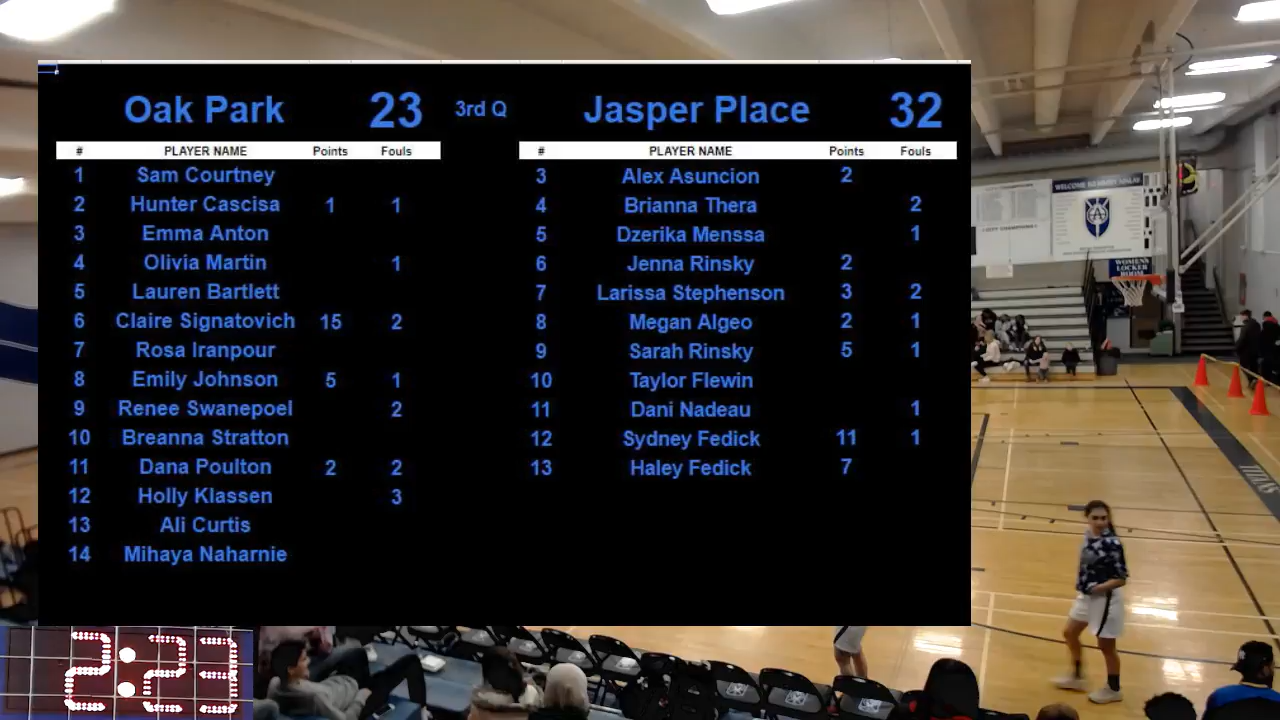 Oak Park 23 3rd Q Jasper Place 32
# PLAYER NAME Points Fouls # PLAYER NAME Points Fouls
1 Sam Courtney 3 Alex Asuncion 2
2 Hunter Cascisa 1 1 4 Brianna Thera 2
3 Emma Anton 5 Dzerika Menssa 1
4 Olivia Martin 1 6 Jenna Rinsky 2
5 Lauren Bartlett 7 Larissa Stephenson 3 2
6 Claire Signatovich 15 2 8 Megan Algeo 2 1
7 Rosa Iranpour 9 Sarah Rinsky 5 1
8 Emily Johnson 5 1 10 Taylor Flewin
9 Renee Swanepoel 2 11 Dani Nadeau 1
10 Breanna Stratton 12 Sydney Fedick 11 1
11 Dana Poulton 2 2 13 Haley Fedick 7
12 Holly Klassen 3
13 Ali Curtis
14 Mihaya Naharnie
WOMEN'S
LOCKER
ROOM
TITANS
2:23